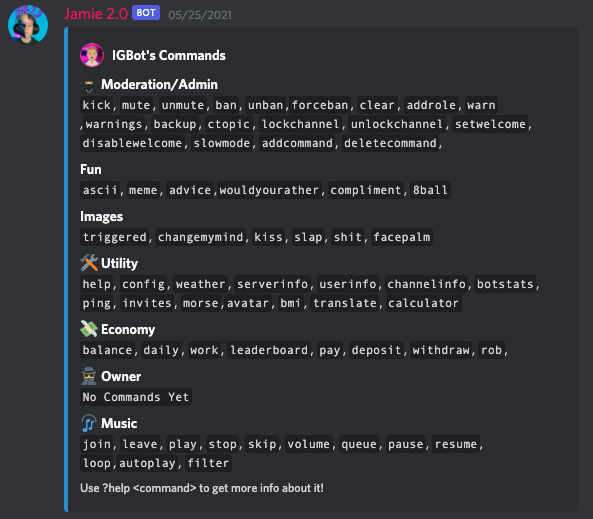 Jamie 2.0 BOT 05/25/2021
IGBot's Commands
Moderation/Admin
kick, mute, unmute, ban, unban,forceban, clear, addrole, warn
,warnings, backup, ctopic, lockchannel, unlockchannel, setwelcome,
disablewelcome, slowmode, addcommand, deletecommand,
Fun
ascii, meme, advice,wouldyourather, compliment, 8ball
Images
triggered, changemymind, kiss, slap, shit, facepalm
Utility
help, config, weather, serverinfo, userinfo, channelinfo, botstats,
ping, invites, morse,avatar, bmi, translate, calculator
Economy
balance, daily, work, leaderboard, pay, deposit, withdraw, rob,
Owner
No Commands Yet
Music
join, leave, play, stop, skip, volume, queue, pause, resume,
loop,autoplay, filter
Use ?help <command> to get more info about it!